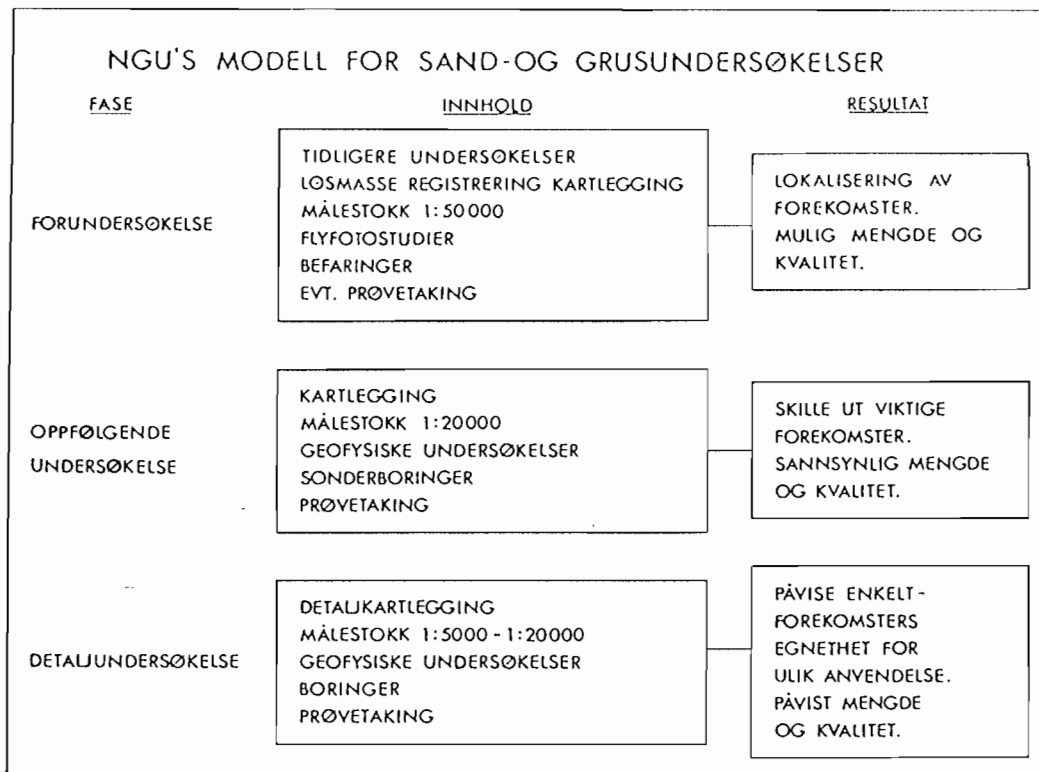 NGU'S MODELL FOR SAND-OG GRUSUNDERSØKELSER
FASE
INNHOLD
RESULTAT
FORUNDERSØKELSE
TIDLIGERE UNDERSØKELSER
LØSMASSE REGISTRERING KARTLEGGING
MÅLESTOKK 1:50000
FLYFOTOSTUDIER
BEFARINGER
EVT. PRØVETAKING
LOKALISERING AV
FOREKOMSTER.
MULIG MENGDE OG
KVALITET.
OPPFØLGENDE
UNDERSØKELSE
KARTLEGGING
MÅLESTOKK 1:20000
GEOFYSISKE UNDERSØKELSER
SONDERBORINGER
PRØVETAKING
SKILLE UT VIKTIGE
FOREKOMSTER.
SANNSYNLIG MENGDE
OG KVALITET.
DETALJUNDERSØKELSE
DETALJKARTLEGGING
MÅLESTOKK 1:5000-1:20000
GEOFYSISKE UNDERSØKELSER
BORINGER
PRØVETAKING
PÅVISE ENKELT-
FOREKOMSTERS
EGNETHET FOR
ULIK ANVENDELSE.
PÅVIST MENGDE
OG KVALITET.